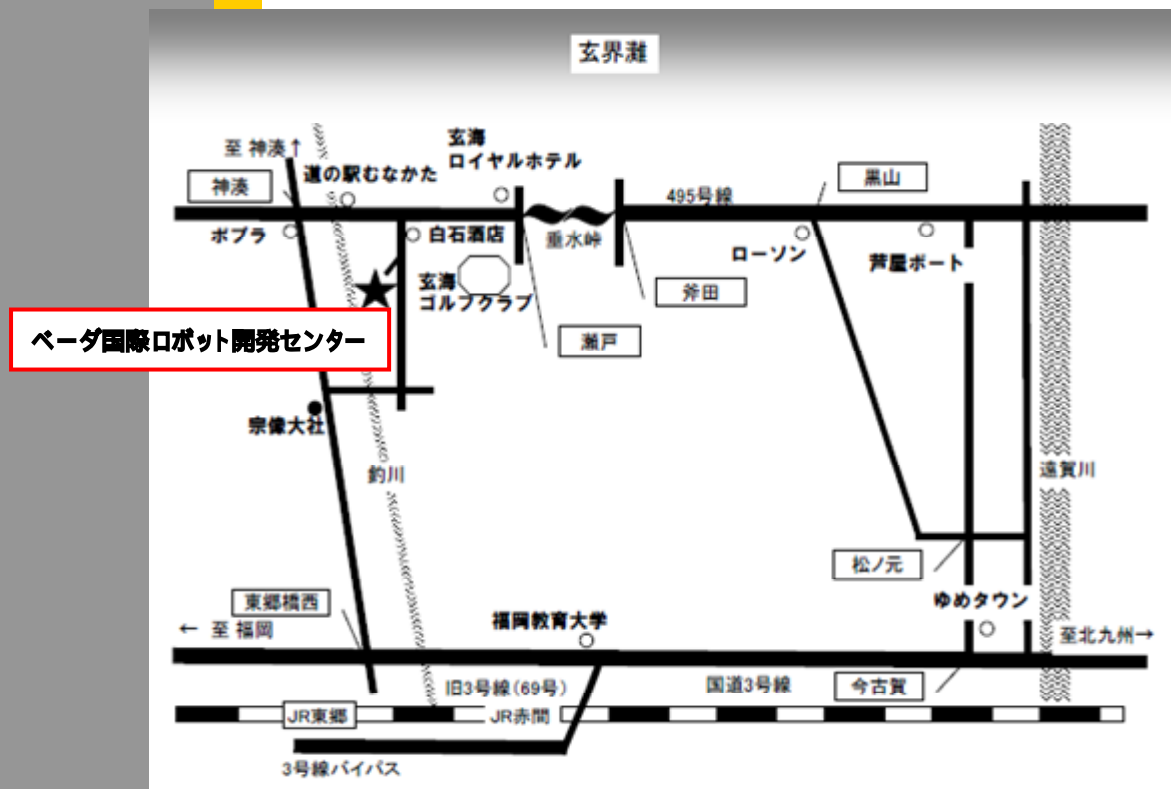 玄界灘
至 神湊↑
玄海
ロイヤルホテル
神湊
道の駅むなかた
黒山
495号線
ポプラ
白石酒店
垂水峠
ローソン
芦屋ボート
玄海
ゴルフクラブ
斧田
瀬戸
ベーダ国際ロボット開発センター
宗像大社
釣川
遠賀川
松ノ元
東郷橋西
ゆめタウン
福岡教育大学
← 至 福岡
至北九州→
旧3号線(69号)
国道3号線
今古賀
JR東郷
JR赤間
3号線バイパス